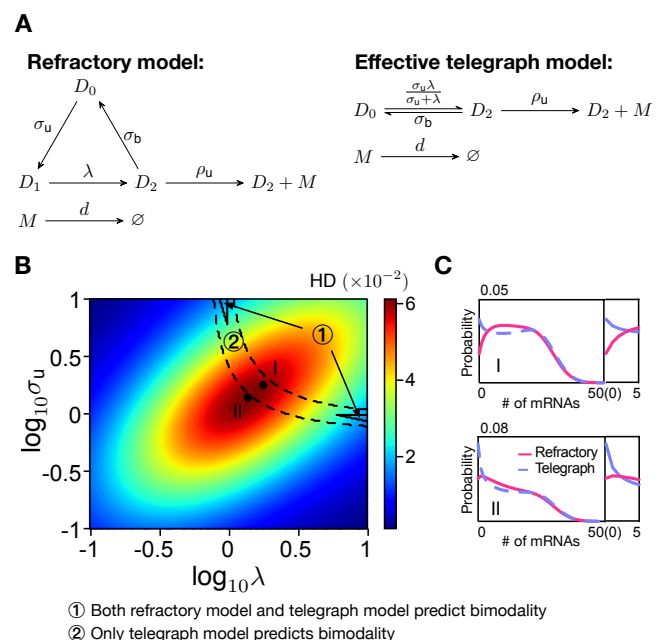 A
Refractory model:
D₀
σᵤ σ_b
D₁ λ D₂ ρᵤ D₂ + M
M d ∅
Effective telegraph model:
D₀ σᵤλ/σᵤ+λ σ_b D₂ ρᵤ D₂ + M
M d ∅
B
HD (×10⁻²)
log₁₀σᵤ
1
0.5
0
-0.5
-1
-1 -0.5 0 0.5 1
log₁₀λ
①
②
I
II
6
4
2
C
0.05
Probability
I
50(0) 5
# of mRNAs
0.08
Probability
Refractory
Telegraph
II
50(0) 5
# of mRNAs
① Both refractory model and telegraph model predict bimodality
② Only telegraph model predicts bimodality